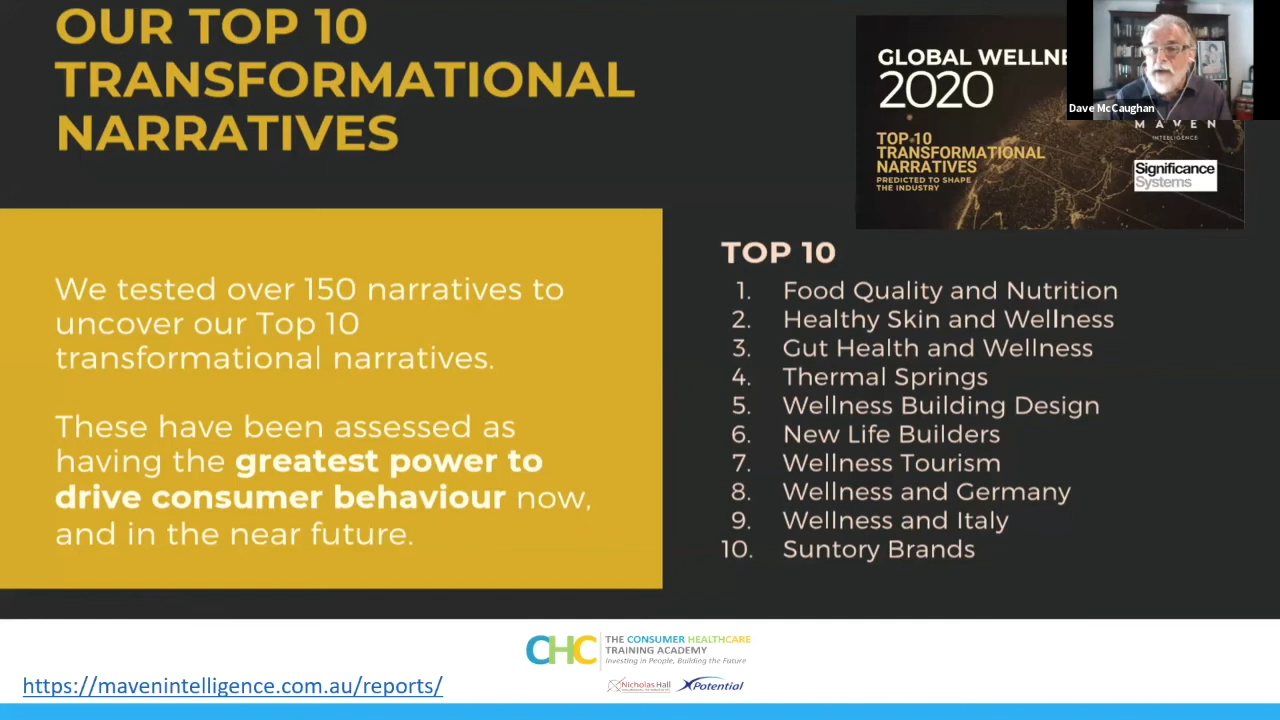 OUR TOP 10
TRANSFORMATIONAL
NARRATIVES
We tested over 150 narratives to
uncover our Top 10
transformational narratives.
These have been assessed as
having the greatest power to
drive consumer behaviour now,
and in the near future.
GLOBAL WELLNE
2020
TOP 10
TRANSFORMATIONAL
NARRATIVES
PREDICTED TO SHAPE
THE INDUSTRY
Dave McCaughan
MAVEN
INTELLIGENCE
Significance
Systems
TOP 10
1. Food Quality and Nutrition
2. Healthy Skin and Wellness
3. Gut Health and Wellness
4. Thermal Springs
5. Wellness Building Design
6. New Life Builders
7. Wellness Tourism
8. Wellness and Germany
9. Wellness and Italy
10. Suntory Brands
CHC THE CONSUMER HEALTHCARE
TRAINING ACADEMY
Investing in People, Building the Future
Nicholas Hall
XPotential
https://mavenintelligence.com.au/reports/